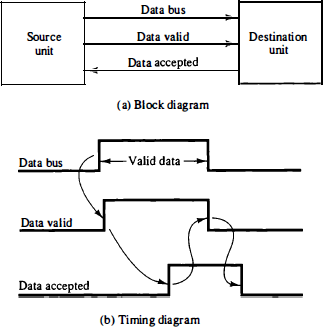 Data bus
Source
unit
Data valid
Destination
unit
Data accepted
(a) Block diagram
Data bus
Valid data
Data valid
Data accepted
(b) Timing diagram